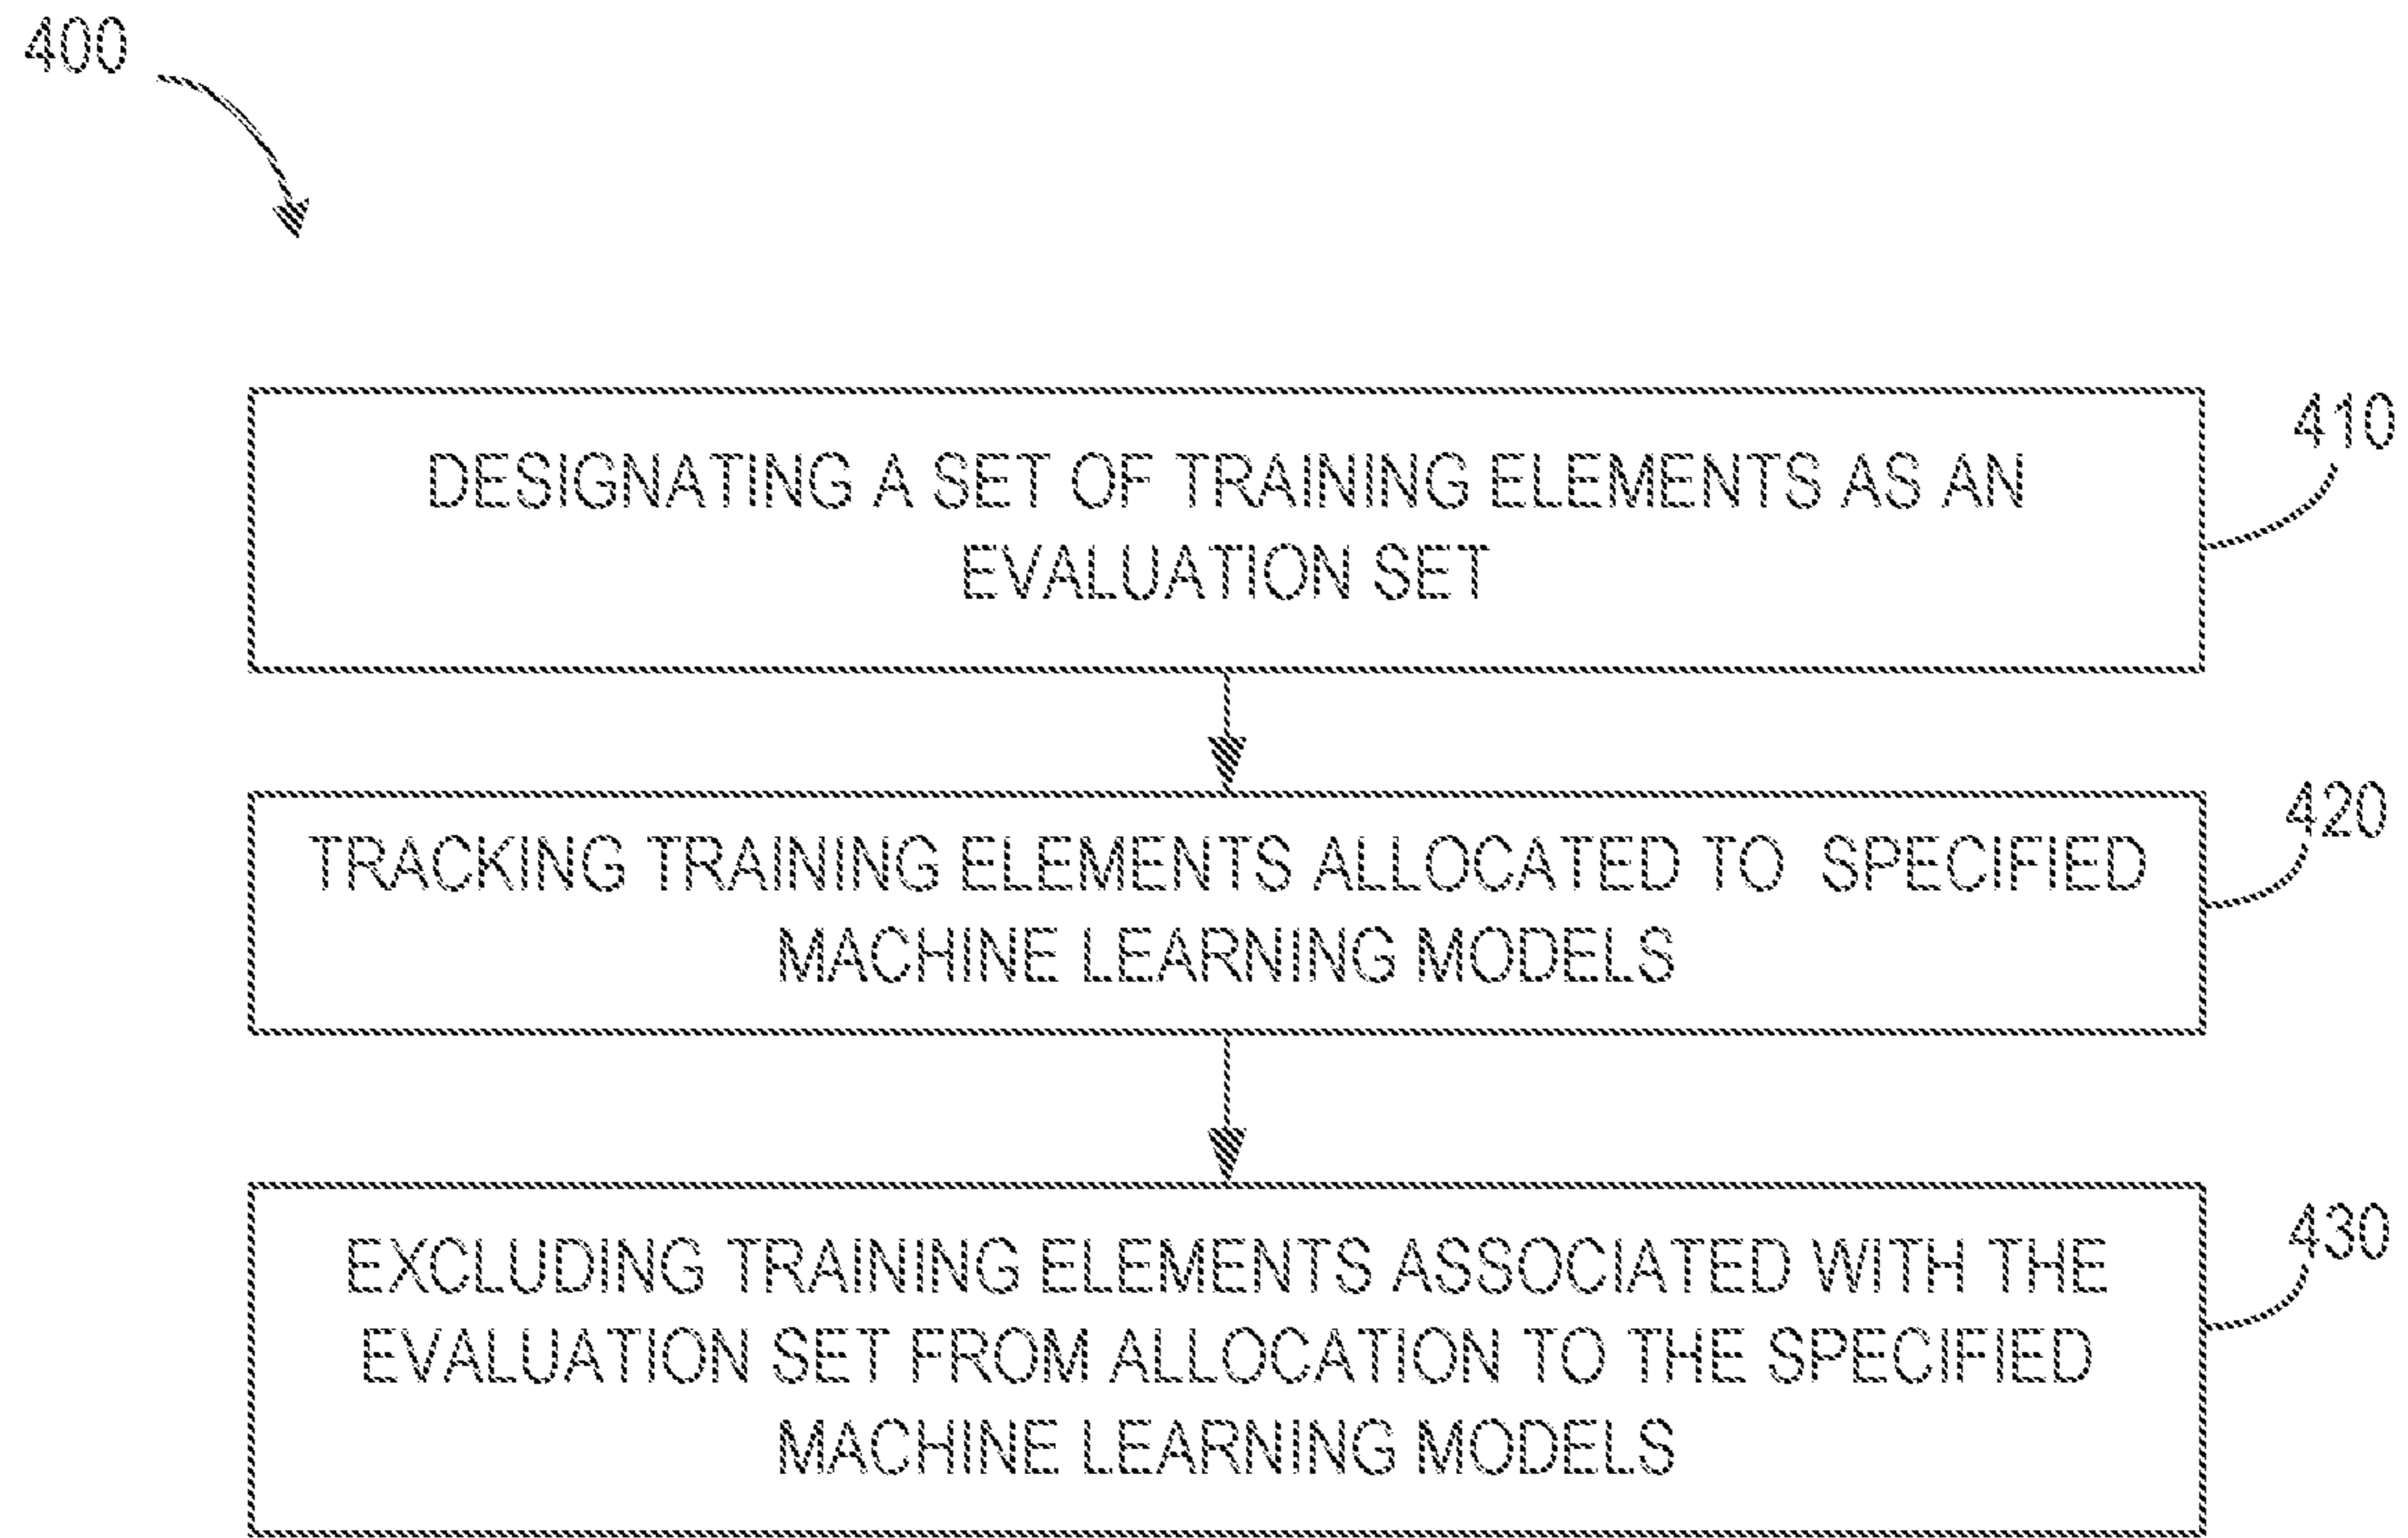 400
410
DESIGNATING A SET OF TRAINING ELEMENTS AS AN
EVALUATION SET
420
TRACKING TRAINING ELEMENTS ALLOCATED TO SPECIFIED
MACHINE LEARNING MODELS
430
EXCLUDING TRAINING ELEMENTS ASSOCIATED WITH THE
EVALUATION SET FROM ALLOCATION TO THE SPECIFIED
MACHINE LEARNING MODELS